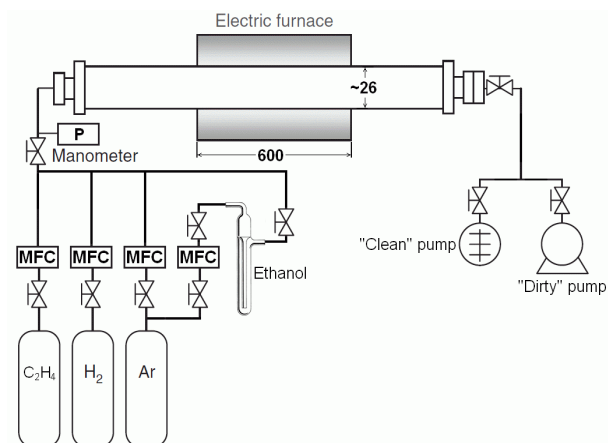 Electric furnace
~26
P
Manometer
600
MFC MFC MFC MFC
Ethanol
"Clean" pump
"Dirty" pump
C₂H₄ H₂ Ar